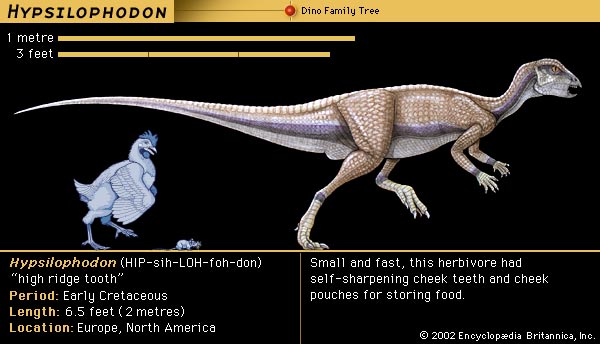 HYPSILOPHODON
Dino Family Tree
1 metre
3 feet
Hypsilophodon (HIP-sih-LOH-foh-don)
“high ridge tooth”
Period: Early Cretaceous
Length: 6.5 feet (2 metres)
Location: Europe, North America
Small and fast, this herbivore had
self-sharpening cheek teeth and cheek
pouches for storing food.
© 2002 Encyclopædia Britannica, Inc.